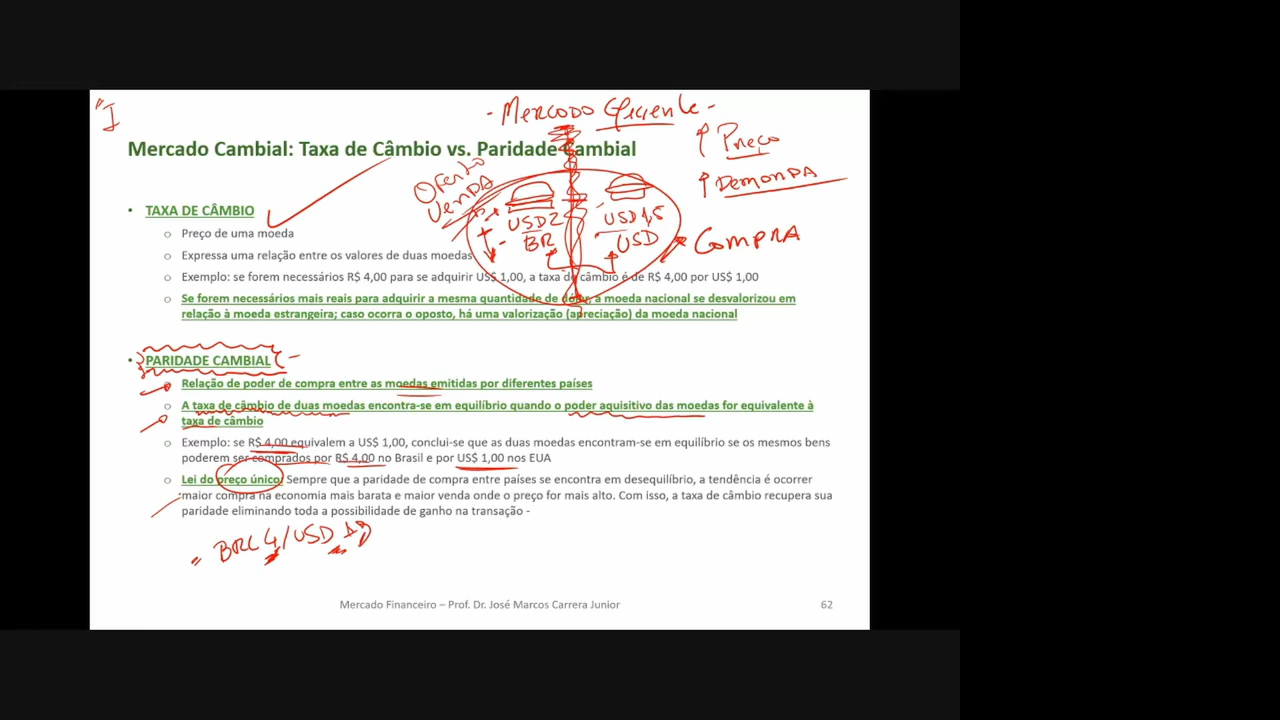 - MERCADO Eficiente -
Mercado Cambial: Taxa de Câmbio vs. Paridade Cambial
↑ Preço
↑ DEMANDA
Oferta
VENDA
USD 2
BR
USD 1,5
USD
COMPRA
• TAXA DE CÂMBIO
o Preço de uma moeda
o Expressa uma relação entre os valores de duas moedas
o Exemplo: se forem necessários R$ 4,00 para se adquirir US$ 1,00, a taxa de câmbio é de R$ 4,00 por US$ 1,00
o Se forem necessários mais reais para adquirir a mesma quantidade de dólar, a moeda nacional se desvalorizou em
relação à moeda estrangeira; caso ocorra o oposto, há uma valorização (apreciação) da moeda nacional
• PARIDADE CAMBIAL
o Relação de poder de compra entre as moedas emitidas por diferentes países
o A taxa de câmbio de duas moedas encontra-se em equilíbrio quando o poder aquisitivo das moedas for equivalente à
taxa de câmbio
o Exemplo: se R$ 4,00 equivalem a US$ 1,00, conclui-se que as duas moedas encontram-se em equilíbrio se os mesmos bens
poderem ser comprados por R$ 4,00 no Brasil e por US$ 1,00 nos EUA
o Lei do preço único: Sempre que a paridade de compra entre países se encontra em desequilíbrio, a tendência é ocorrer
maior compra na economia mais barata e maior venda onde o preço for mais alto. Com isso, a taxa de câmbio recupera sua
paridade eliminando toda a possibilidade de ganho na transação -
BRL 4/USD
Mercado Financeiro – Prof. Dr. José Marcos Carrera Junior
62